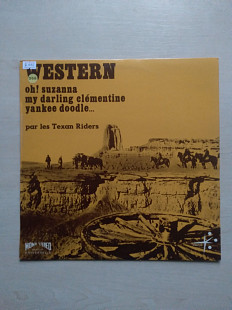 WESTERN
oh! suzanna
my darling clémentine
yankee doodle...
par les Texan Riders